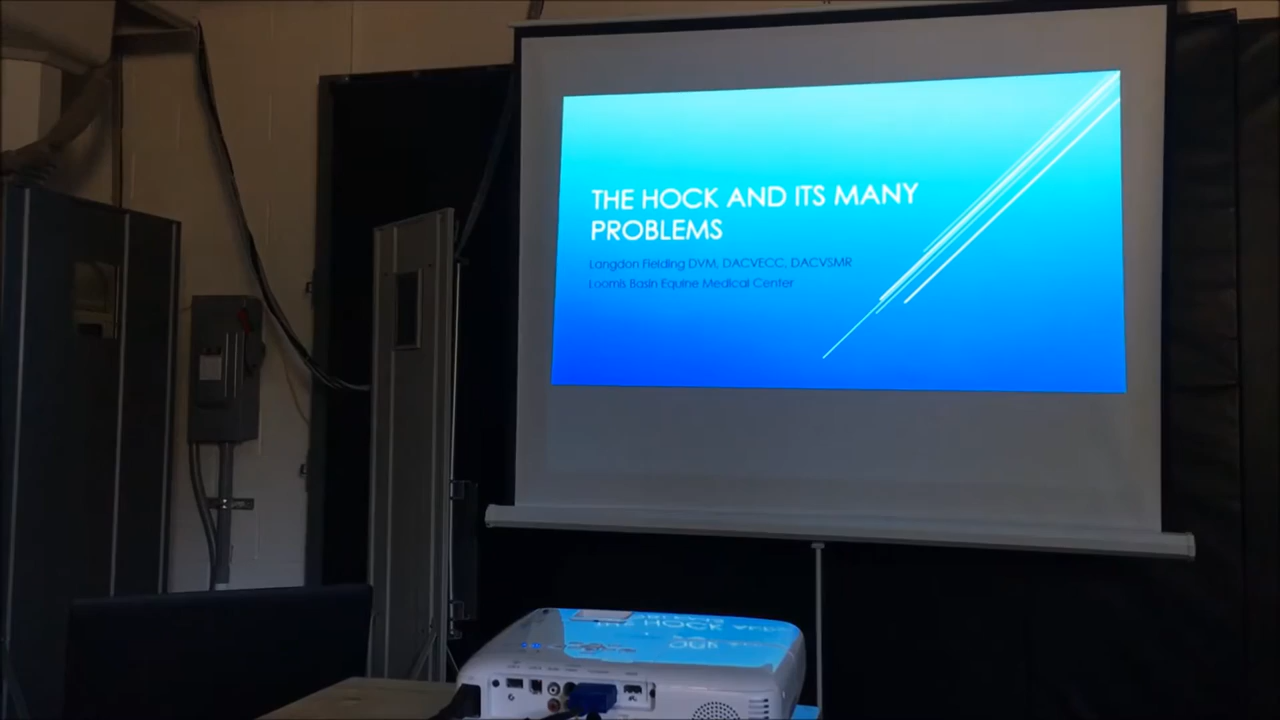 THE HOCK AND ITS MANY
PROBLEMS
Langdon Fielding DVM, DACVECC, DACVSMR
Loomis Basin Equine Medical Center